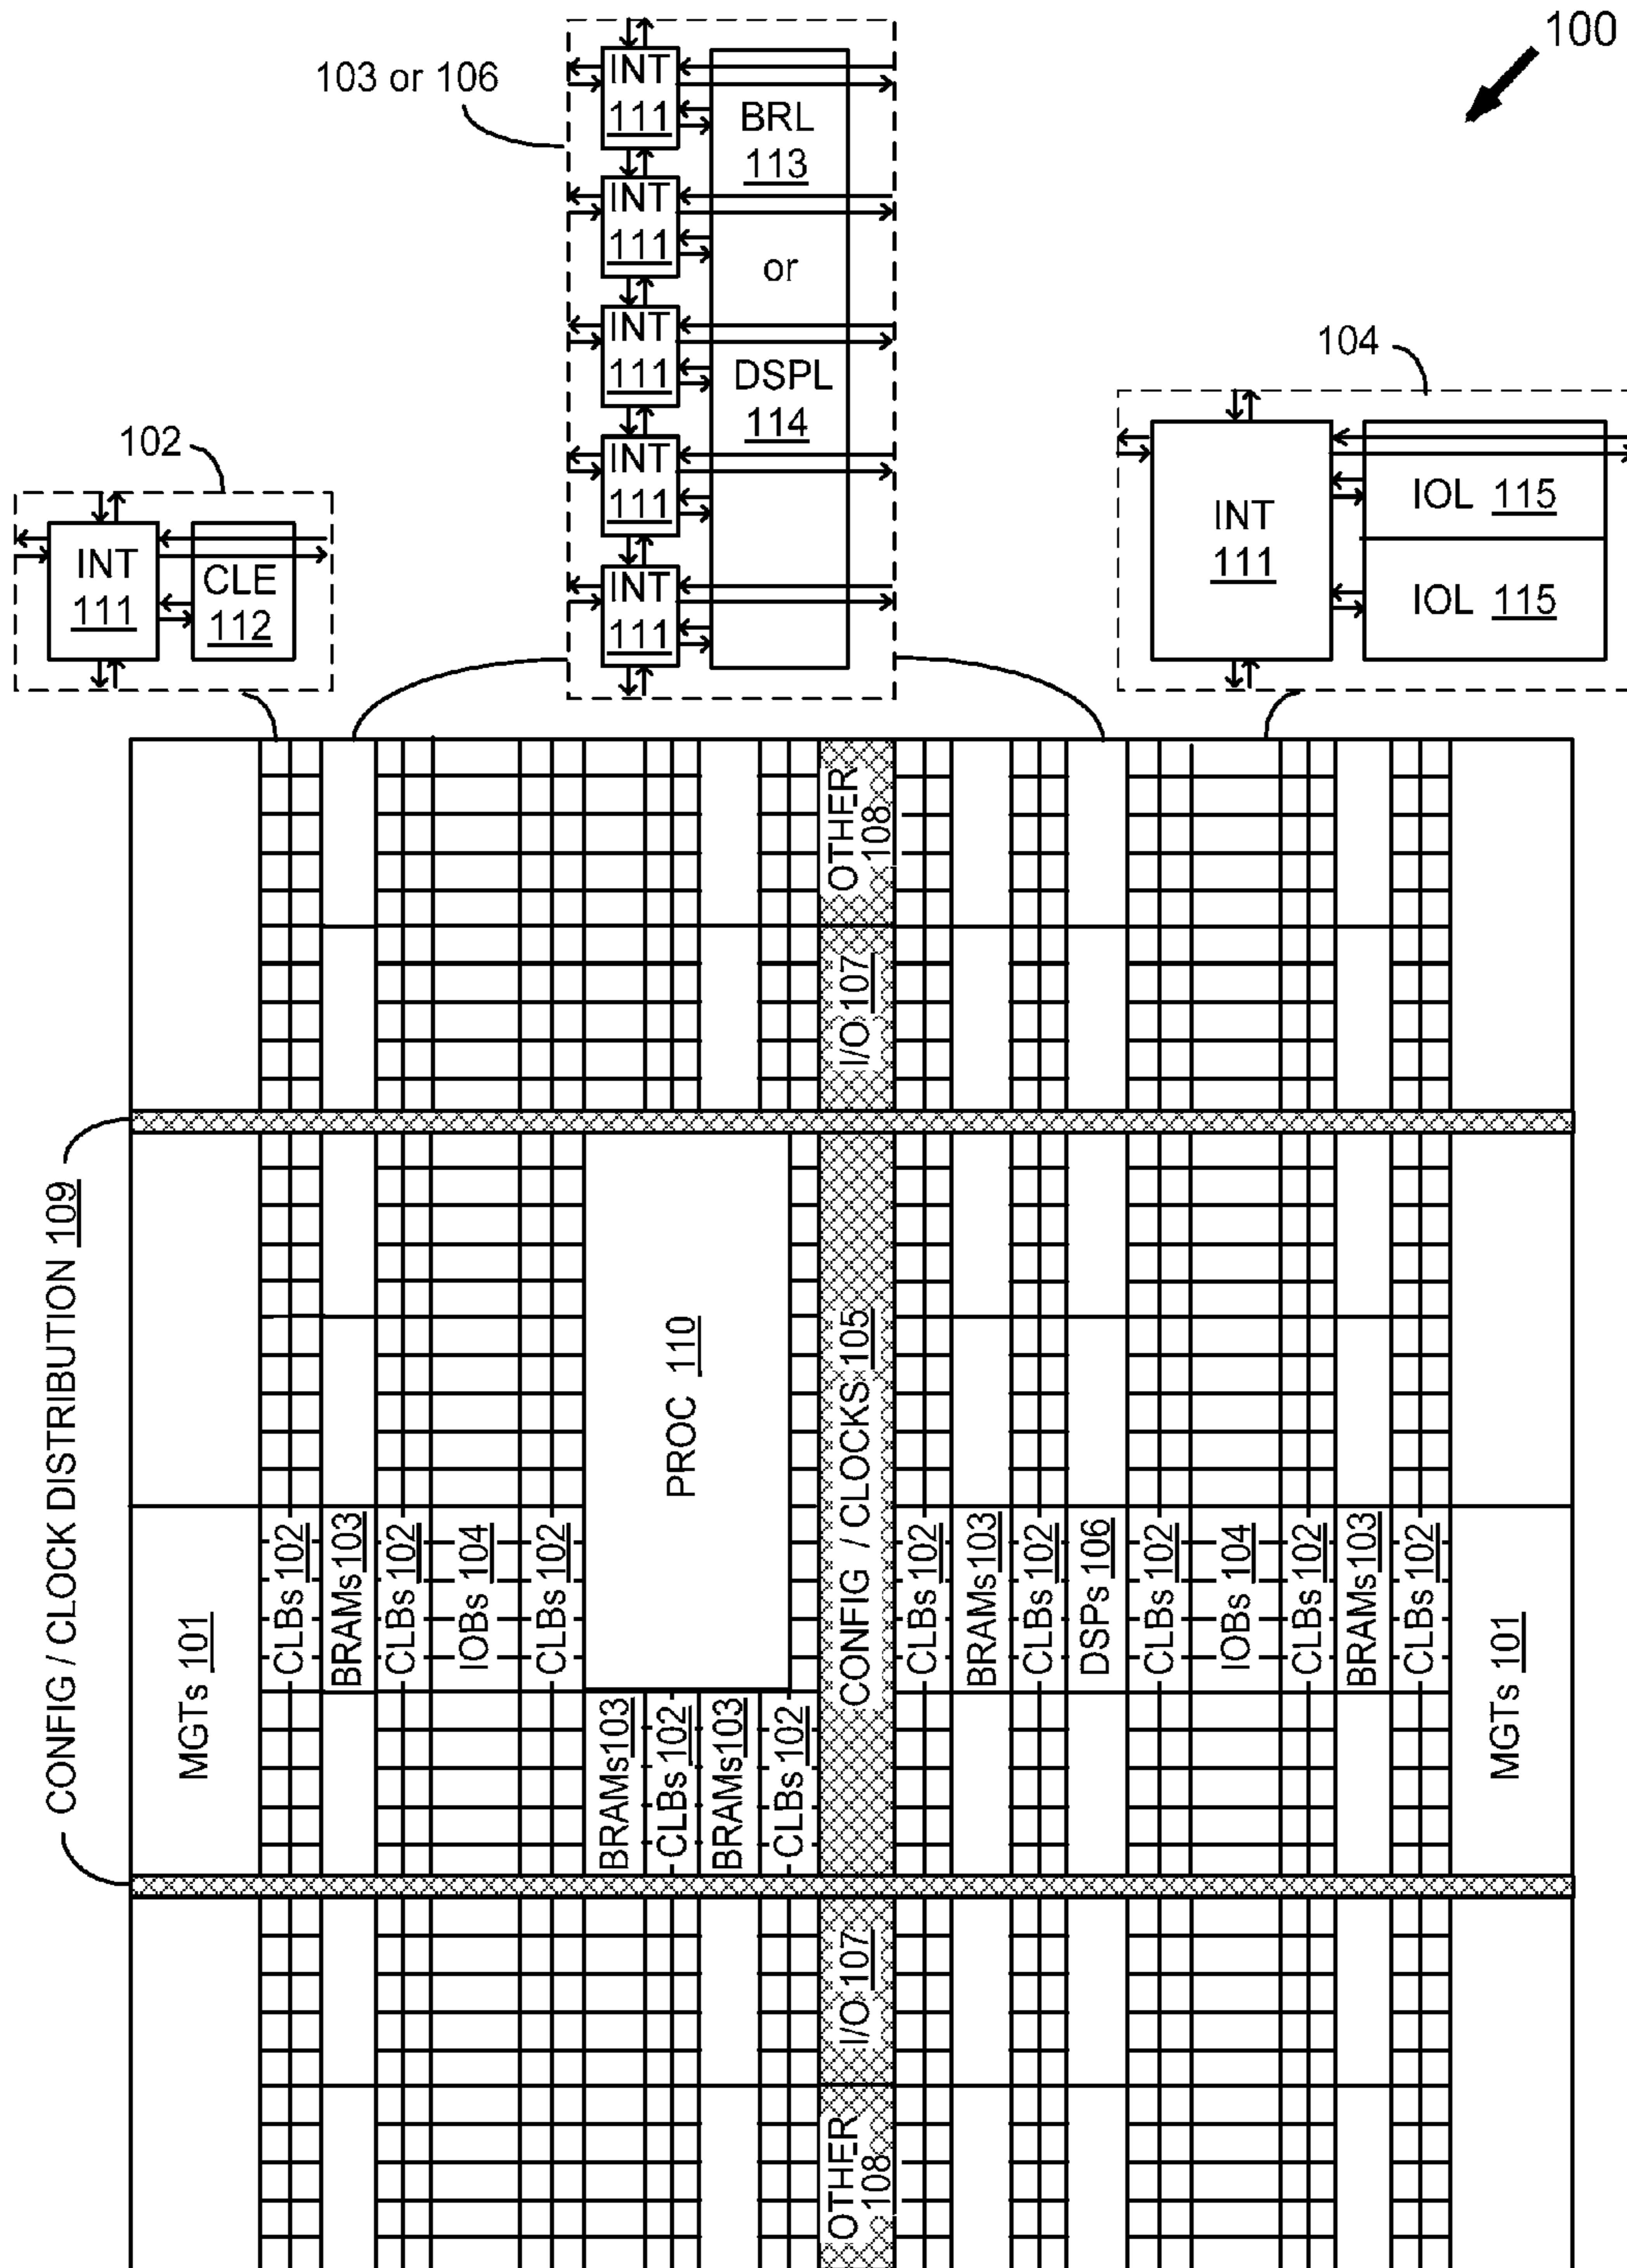 100
103 or 106
INT
111
INT
111
INT
111
INT
111
INT
111
BRL
113
or
DSPL
114
104
INT
111
IOL 115
IOL 115
102
INT
111
CLE
112
OTHER
108
I/O 107
CONFIG / CLOCK DISTRIBUTION 109
PROC 110
CONFIG / CLOCKS 105
MGTs 101
CLBs 102
BRAMs 103
CLBs 102
IOBs 104
CLBs 102
BRAMs 103
CLBs 102
BRAMs 103
CLBs 102
CLBs 102
BRAMs 103
CLBs 102
DSPs 106
CLBs 102
IOBs 104
CLBs 102
BRAMs 103
CLBs 102
MGTs 101
I/O 107
OTHER
108